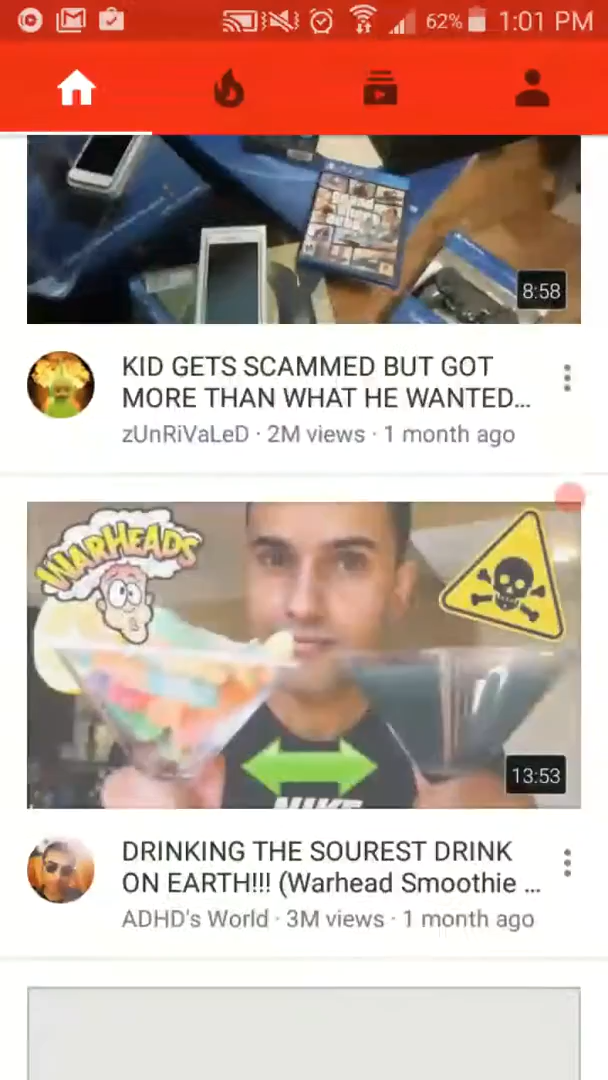 62% 1:01 PM
8:58
KID GETS SCAMMED BUT GOT
MORE THAN WHAT HE WANTED...
zUnRiVaLeD · 2M views · 1 month ago
WARHEADS
NIKE
13:53
DRINKING THE SOUREST DRINK
ON EARTH!!! (Warhead Smoothie ...
ADHD's World · 3M views · 1 month ago